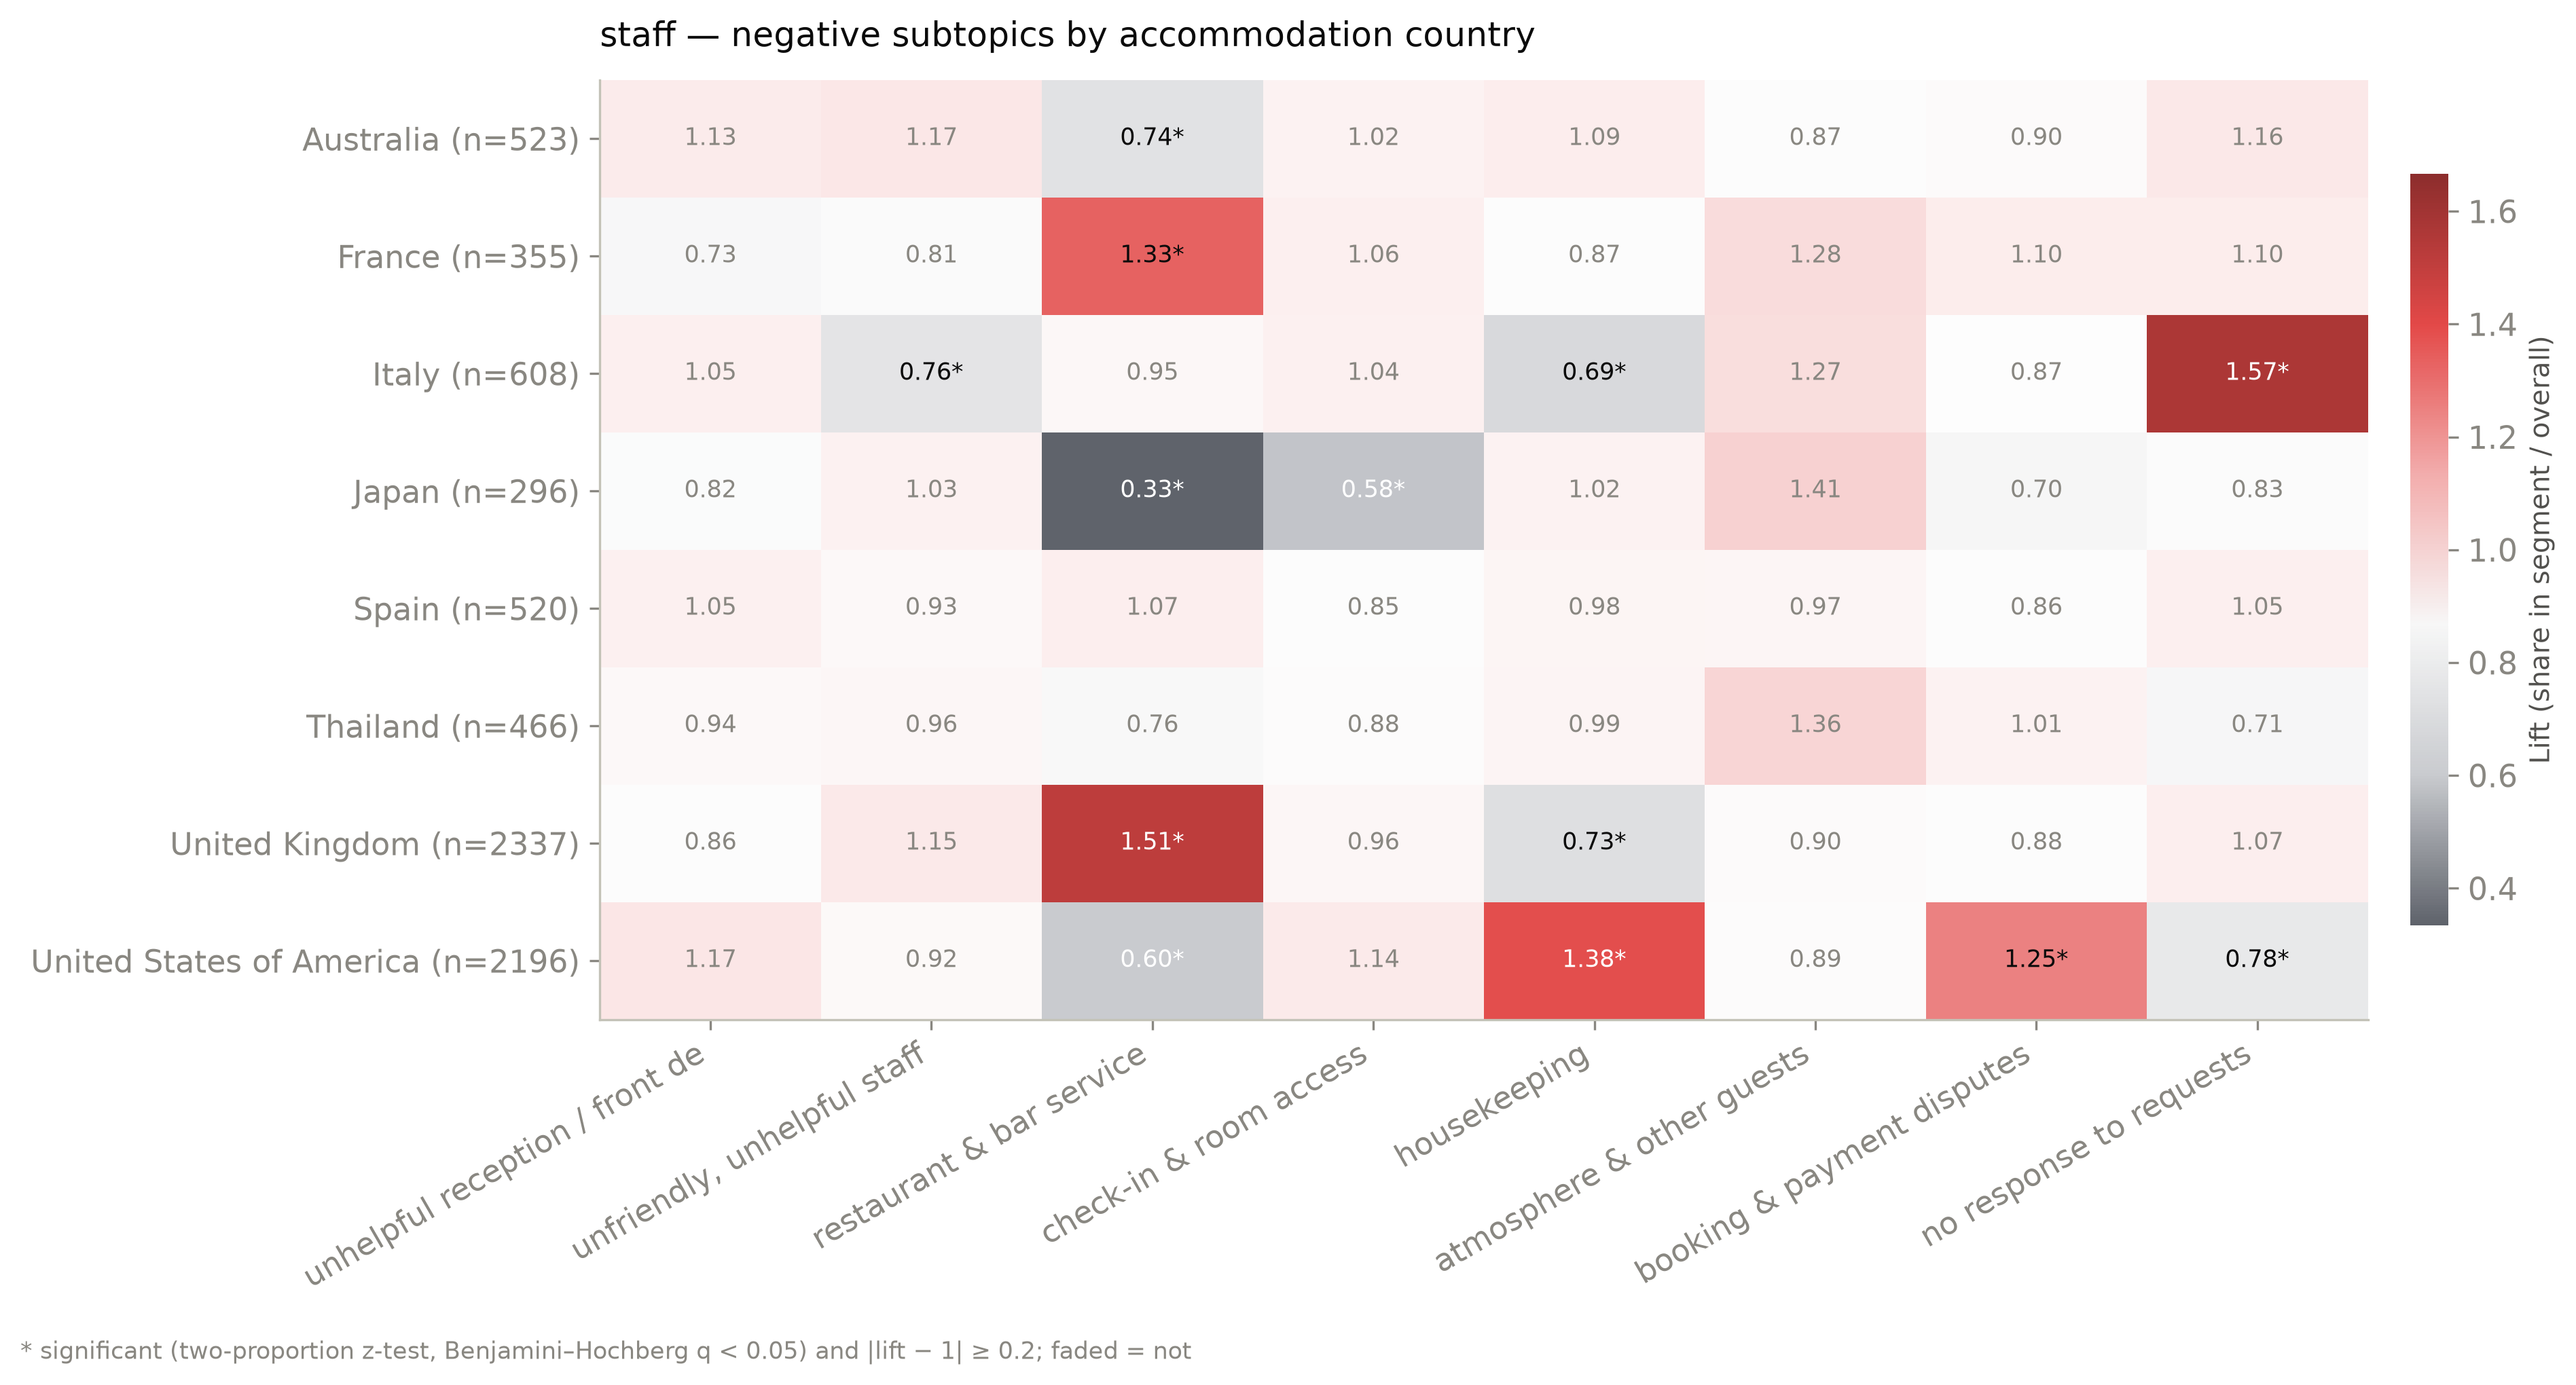 staff — negative subtopics by accommodation country
Australia (n=523) 1.13 1.17 0.74* 1.02 1.09 0.87 0.90 1.16
France (n=355) 0.73 0.81 1.33* 1.06 0.87 1.28 1.10 1.10
Italy (n=608) 1.05 0.76* 0.95 1.04 0.69* 1.27 0.87 1.57*
Japan (n=296) 0.82 1.03 0.33* 0.58* 1.02 1.41 0.70 0.83
Spain (n=520) 1.05 0.93 1.07 0.85 0.98 0.97 0.86 1.05
Thailand (n=466) 0.94 0.96 0.76 0.88 0.99 1.36 1.01 0.71
United Kingdom (n=2337) 0.86 1.15 1.51* 0.96 0.73* 0.90 0.88 1.07
United States of America (n=2196) 1.17 0.92 0.60* 1.14 1.38* 0.89 1.25* 0.78*
unhelpful reception / front de
unfriendly, unhelpful staff
restaurant & bar service
check-in & room access
housekeeping
atmosphere & other guests
booking & payment disputes
no response to requests
1.6
1.4
1.2
1.0
0.8
0.6
0.4
Lift (share in segment / overall)
* significant (two-proportion z-test, Benjamini–Hochberg q < 0.05) and |lift − 1| ≥ 0.2; faded = not